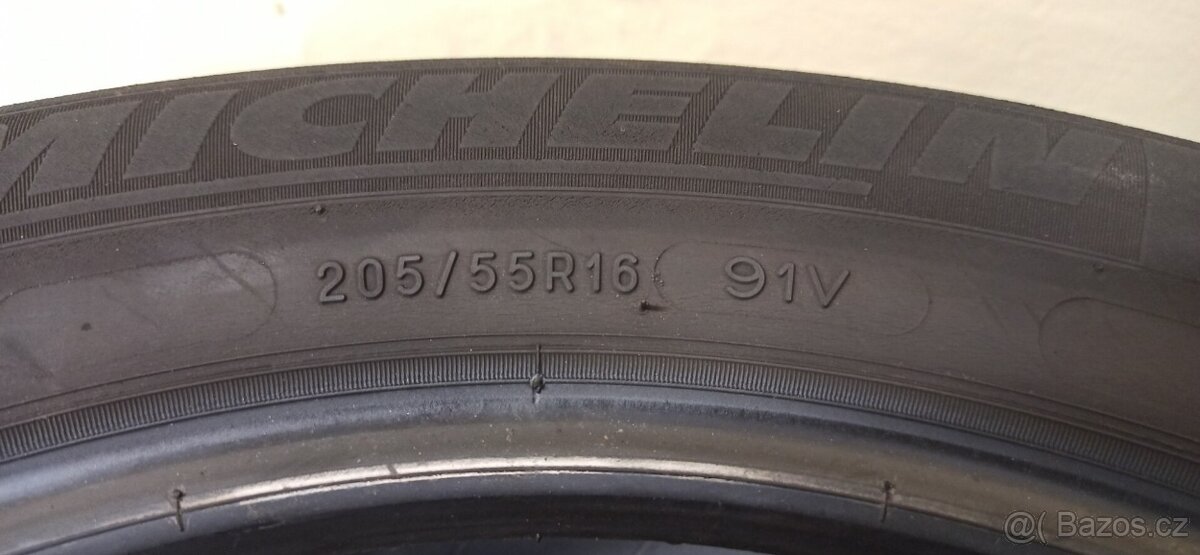 MICHELIN
205/55R16 91V
@( Bazos.cz